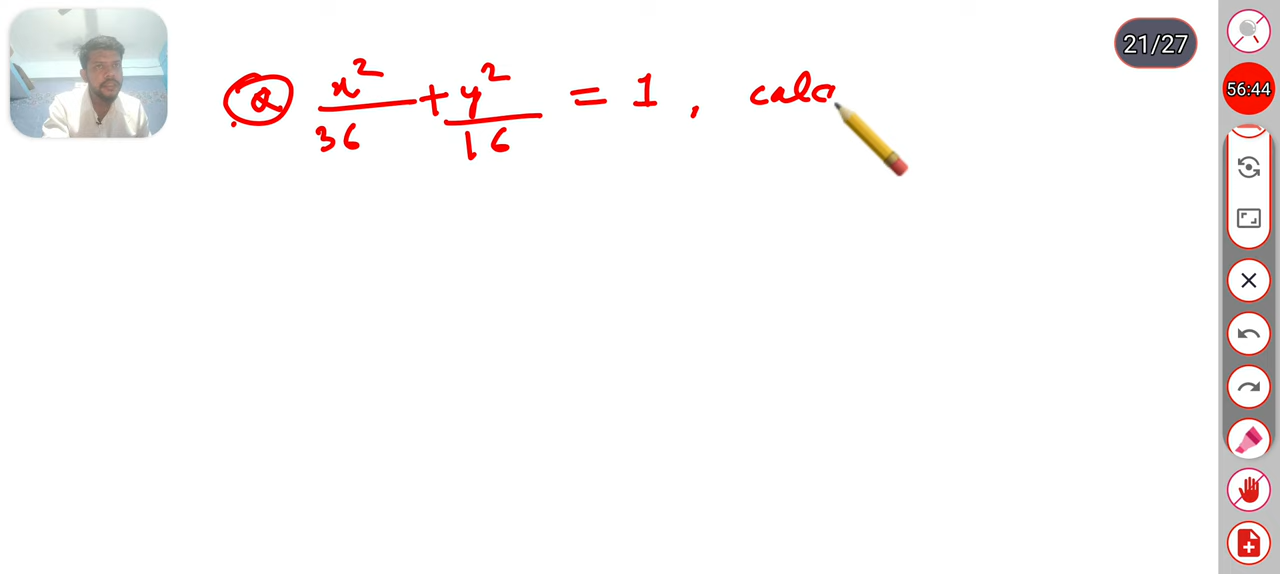 Q x²/36 + y²/16 = 1, calc
21/27
56:44